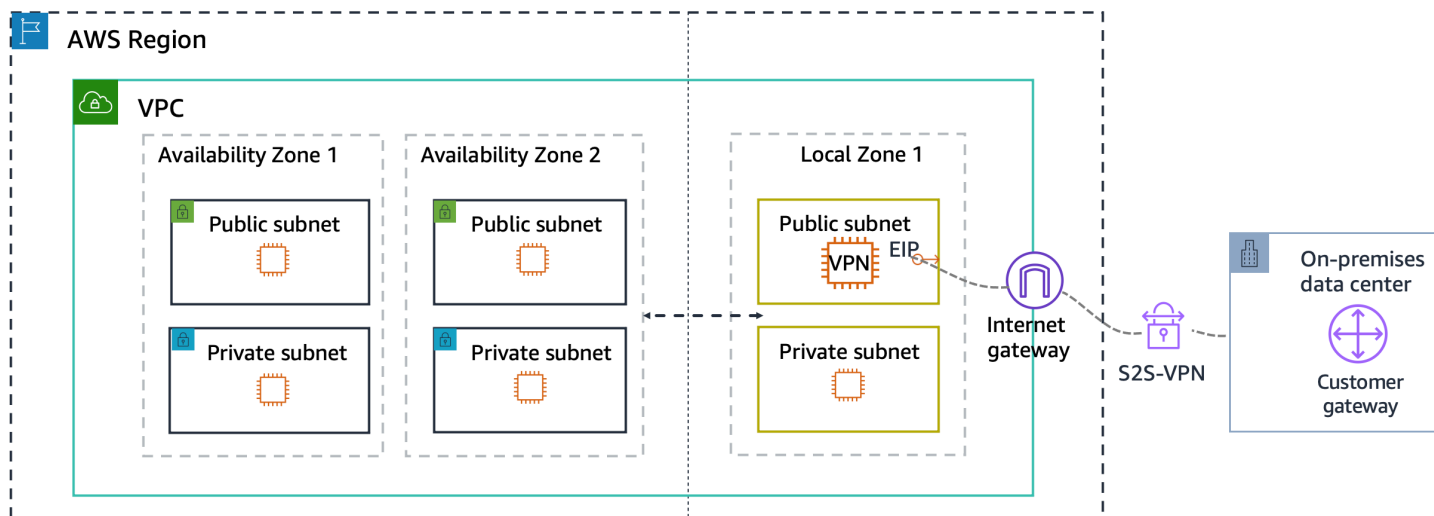 AWS Region
VPC
Availability Zone 1
Public subnet
Private subnet
Availability Zone 2
Public subnet
Private subnet
Local Zone 1
Public subnet
VPN
EIP
Private subnet
Internet
gateway
S2S-VPN
On-premises
data center
Customer
gateway